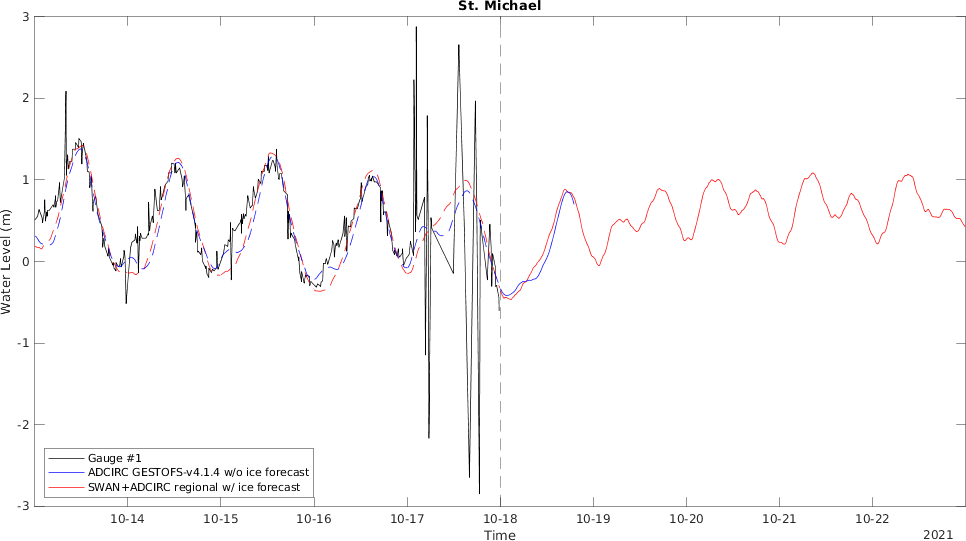 St. Michael
3
2
1
0
-1
-2
-3
Water Level (m)
Gauge #1
ADCIRC GESTOFS-v4.1.4 w/o ice forecast
SWAN+ADCIRC regional w/ ice forecast
10-14
10-15
10-16
10-17
10-18
10-19
10-20
10-21
10-22
Time
2021